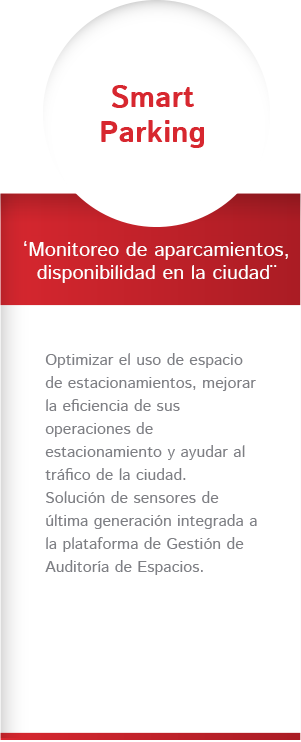 Smart
Parking
‘Monitoreo de aparcamientos,
disponibilidad en la ciudad¨
Optimizar el uso de espacio
de estacionamientos, mejorar
la eficiencia de sus
operaciones de
estacionamiento y ayudar al
tráfico de la ciudad.
Solución de sensores de
última generación integrada a
la plataforma de Gestión de
Auditoría de Espacios.